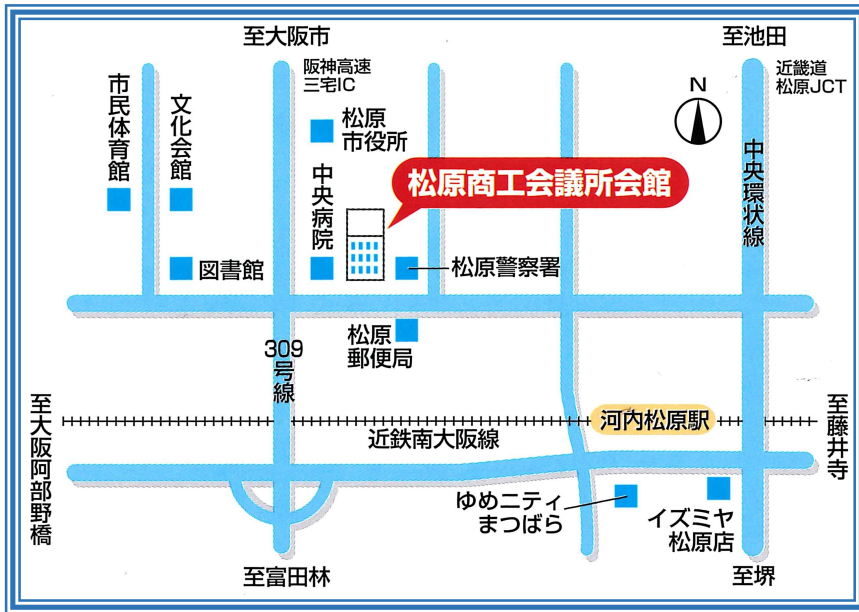 至大阪市
至池田
阪神高速
三宅IC
近畿道
松原JCT
N
市民体育館
文化会館
松原
市役所
中央病院
松原商工会議所会館
中央環状線
図書館
松原警察署
松原
郵便局
309
号線
至大阪阿部野橋
近鉄南大阪線
河内松原駅
至藤井寺
ゆめニティ
まつばら
イズミヤ
松原店
至富田林
至堺